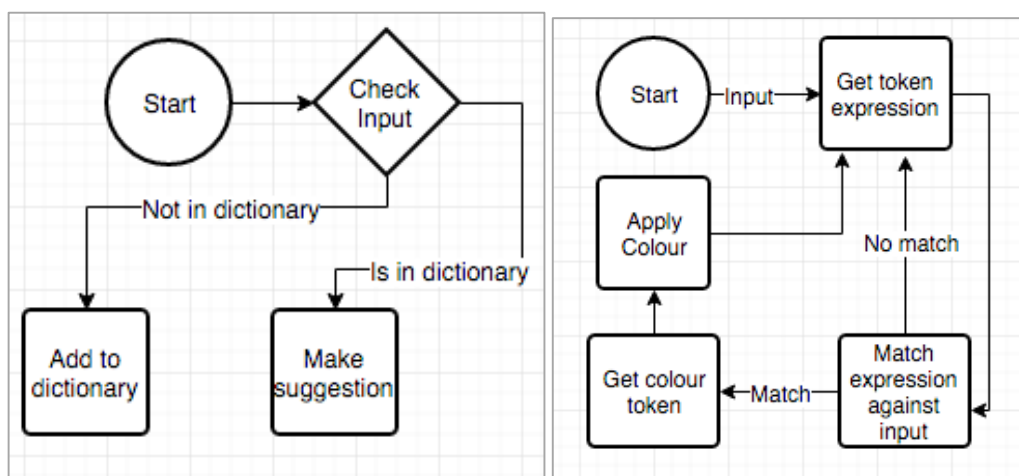 Start
Check
Input
Not in dictionary
Is in dictionary
Add to
dictionary
Make
suggestion
Start
Input
Get token
expression
Apply
Colour
No match
Get colour
token
Match
Match
expression
against
input